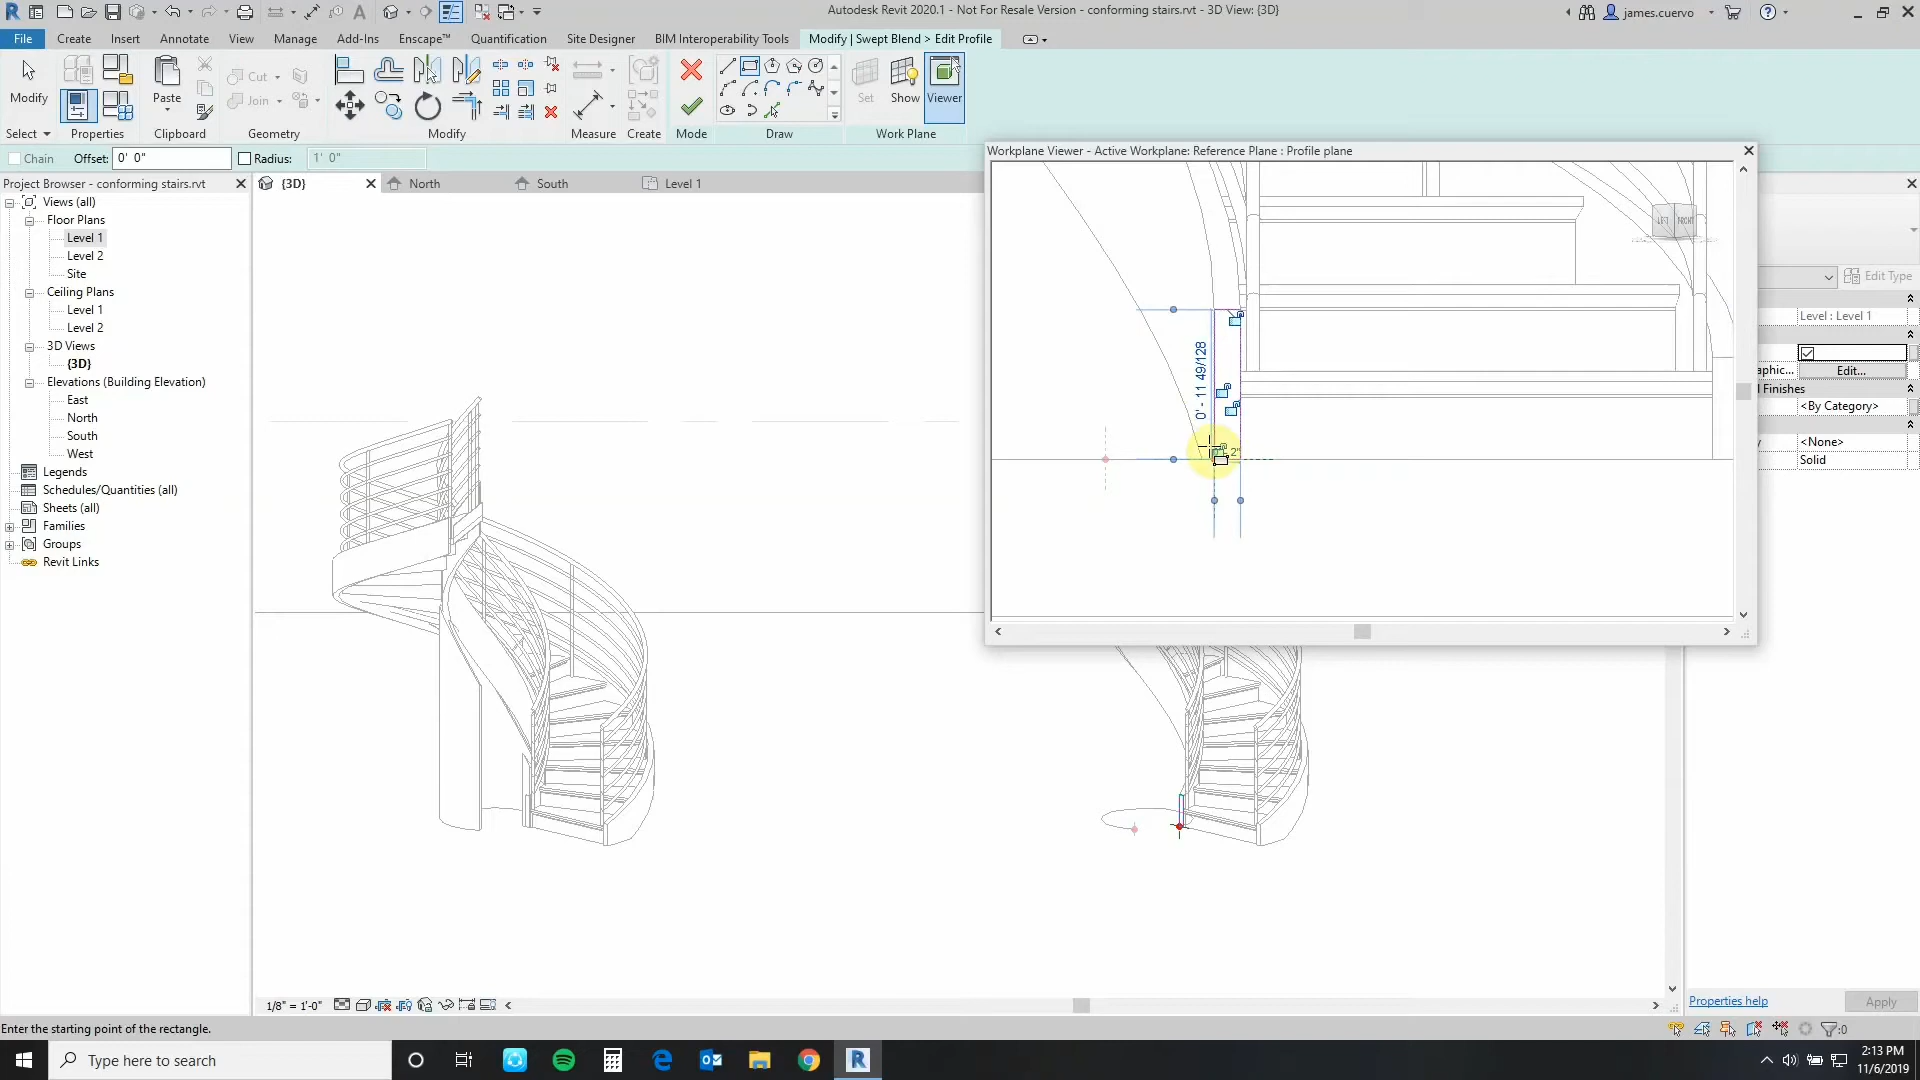 Autodesk Revit 2020.1 - Not For Resale Version - conforming stairs.rvt - 3D View: {3D}
james.cuervo
File
Create
Insert
Annotate
View
Manage
Add-Ins
Enscape™
Quantification
Site Designer
BIM Interoperability Tools
Modify | Swept Blend > Edit Profile
Modify
Paste
Cut
Join
Set
Show
Viewer
Select
Properties
Clipboard
Geometry
Modify
Measure
Create
Mode
Draw
Work Plane
Chain
Offset:
0' 0"
Radius:
1' 0"
Project Browser - conforming stairs.rvt
{3D}
North
South
Level 1
Views (all)
Floor Plans
Level 1
Level 2
Site
Ceiling Plans
Level 1
Level 2
3D Views
{3D}
Elevations (Building Elevation)
East
North
South
West
Legends
Schedules/Quantities (all)
Sheets (all)
Families
Groups
Revit Links
Workplane Viewer - Active Workplane: Reference Plane : Profile plane
LEFT
FRONT
0' - 11 49/128
Edit Type
Level : Level 1
aphic...
Edit...
Finishes
<By Category>
<None>
Solid
Properties help
Apply
1/8" = 1'-0"
Enter the starting point of the rectangle.
:0
Type here to search
2:13 PM
11/6/2019